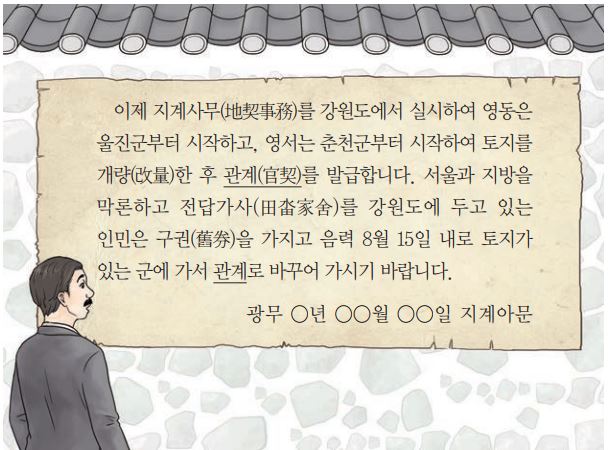 이제 지계사무(地契事務)를 강원도에서 실시하여 영동은
울진군부터 시작하고, 영서는 춘천군부터 시작하여 토지를
개량(改量)한 후 관계(官契)를 발급합니다. 서울과 지방을
막론하고 전답가사(田畓家舍)를 강원도에 두고 있는
인민은 구권(舊券)을 가지고 음력 8월 15일 내로 토지가
있는 군에 가서 관계로 바꾸어 가시기 바랍니다.
광무 ○년 ○○월 ○○일 지계아문